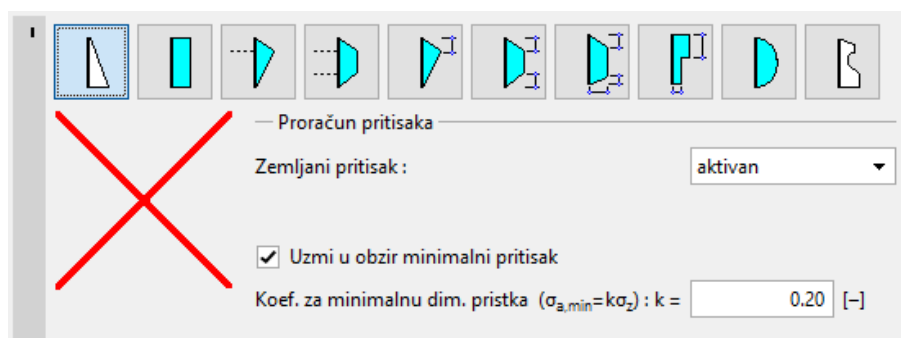 Proračun pritisaka
Zemljani pritisak : aktivan
Uzmi u obzir minimalni pritisak
Koef. za minimalnu dim. pristka (σa,min=kσz) : k = 0.20 [–]